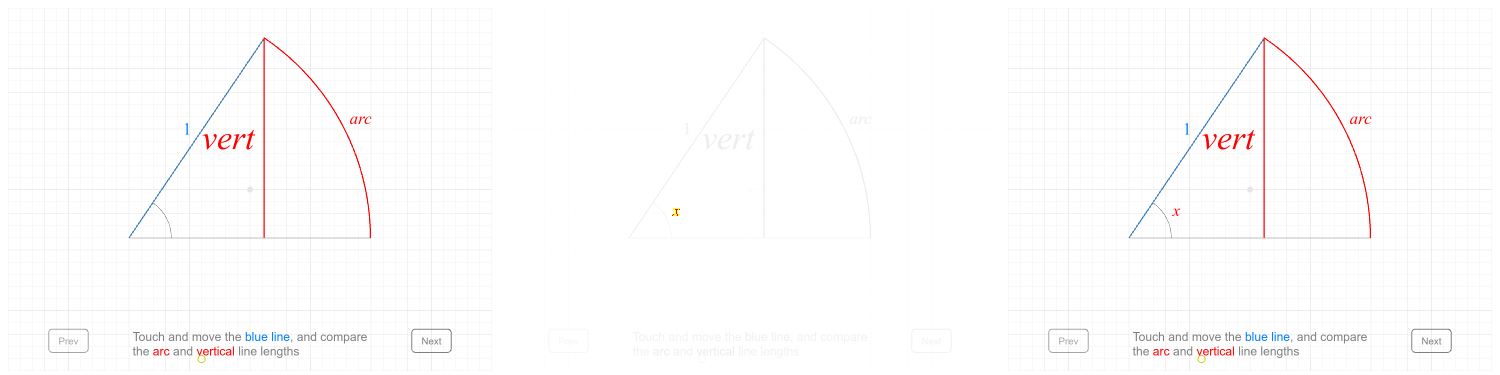 1
vert
arc
Prev
Touch and move the blue line, and compare
the arc and vertical line lengths
Next
1
vert
arc
x
Prev
Touch and move the blue line, and compare
the arc and vertical line lengths
Next
1
vert
arc
x
Prev
Touch and move the blue line, and compare
the arc and vertical line lengths
Next